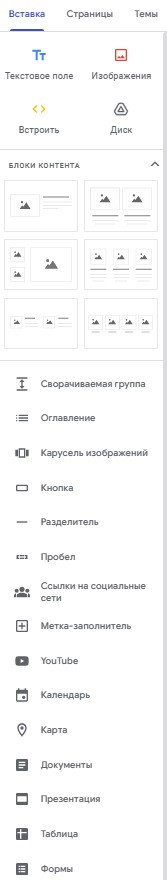 Вставка Страницы Темы
Текстовое поле Изображения
Встроить Диск
БЛОКИ КОНТЕНТА
Сворачиваемая группа
Оглавление
Карусель изображений
Кнопка
Разделитель
Пробел
Ссылки на социальные
сети
Метка-заполнитель
YouTube
Календарь
Карта
Документы
Презентация
Таблица
Формы